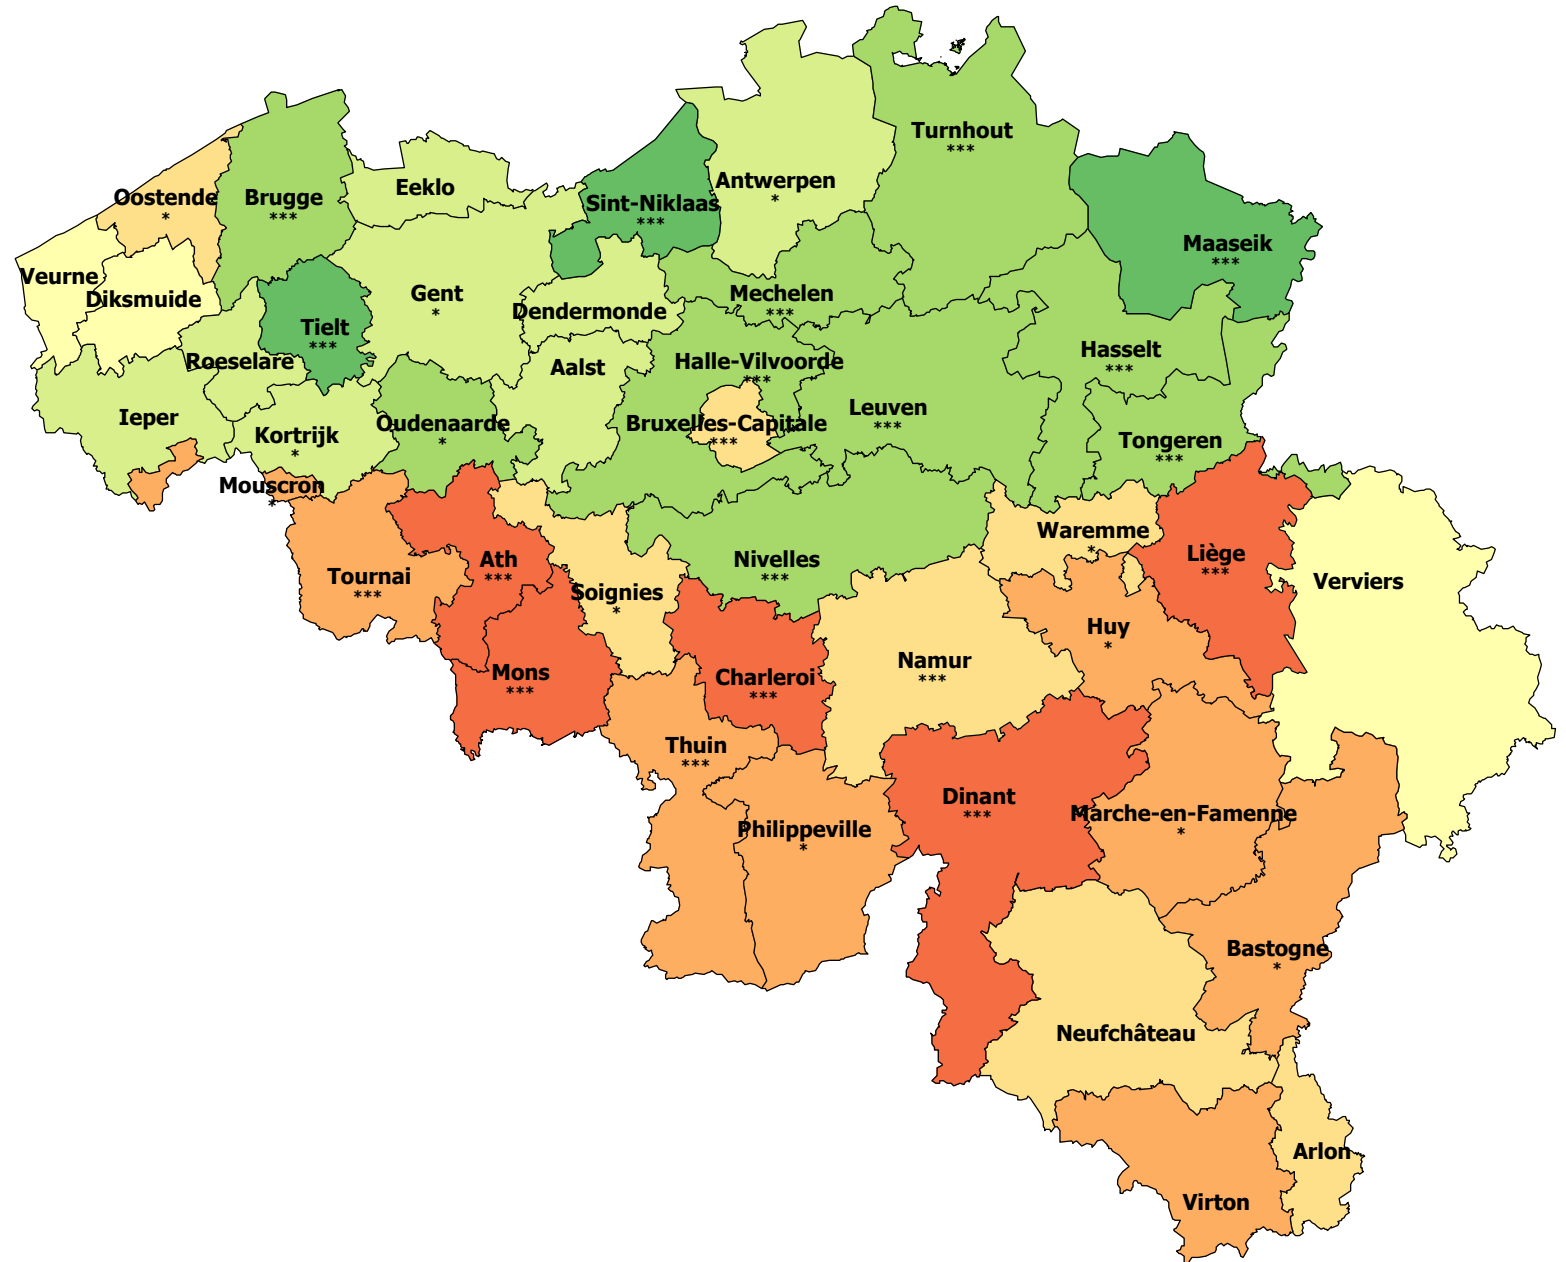 Turnhout
***
Antwerpen
*
Eeklo
Oostende
*
Brugge
***
Sint-Niklaas
***
Maaseik
***
Veurne
Diksmuide
Gent
*
Mechelen
***
Dendermonde
Tielt
***
Roeselare
Aalst
Halle-Vilvoorde
***
Hasselt
***
Ieper
Kortrijk
*
Oudenaarde
*
Bruxelles-Capitale
***
Leuven
***
Tongeren
***
Mouscron
*
Waremme
*
Tournai
***
Ath
***
Nivelles
***
Liège
***
Verviers
Soignies
*
Huy
*
Mons
***
Charleroi
***
Namur
***
Thuin
***
Dinant
***
Marche-en-Famenne
*
Philippeville
*
Bastogne
*
Neufchâteau
Arlon
Virton